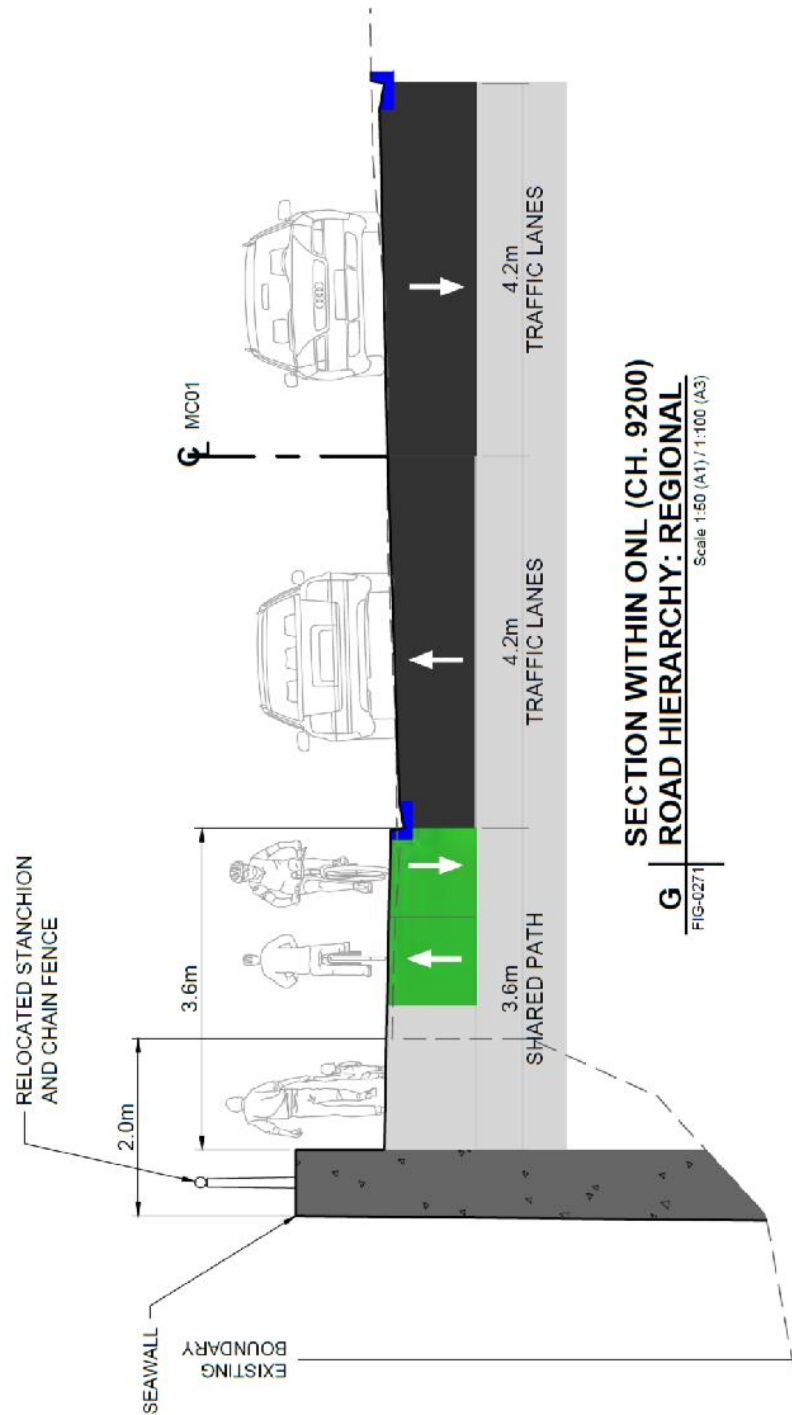 RELOCATED STANCHION
AND CHAIN FENCE
2.0m
3.6m
SEAWALL
EXISTING
BOUNDARY
CL MC01
3.6m
SHARED PATH
4.2m
TRAFFIC LANES
4.2m
TRAFFIC LANES
G
FIG-0271
SECTION WITHIN ONL (CH. 9200)
ROAD HIERARCHY: REGIONAL
Scale 1:50 (A1) / 1:100 (A3)